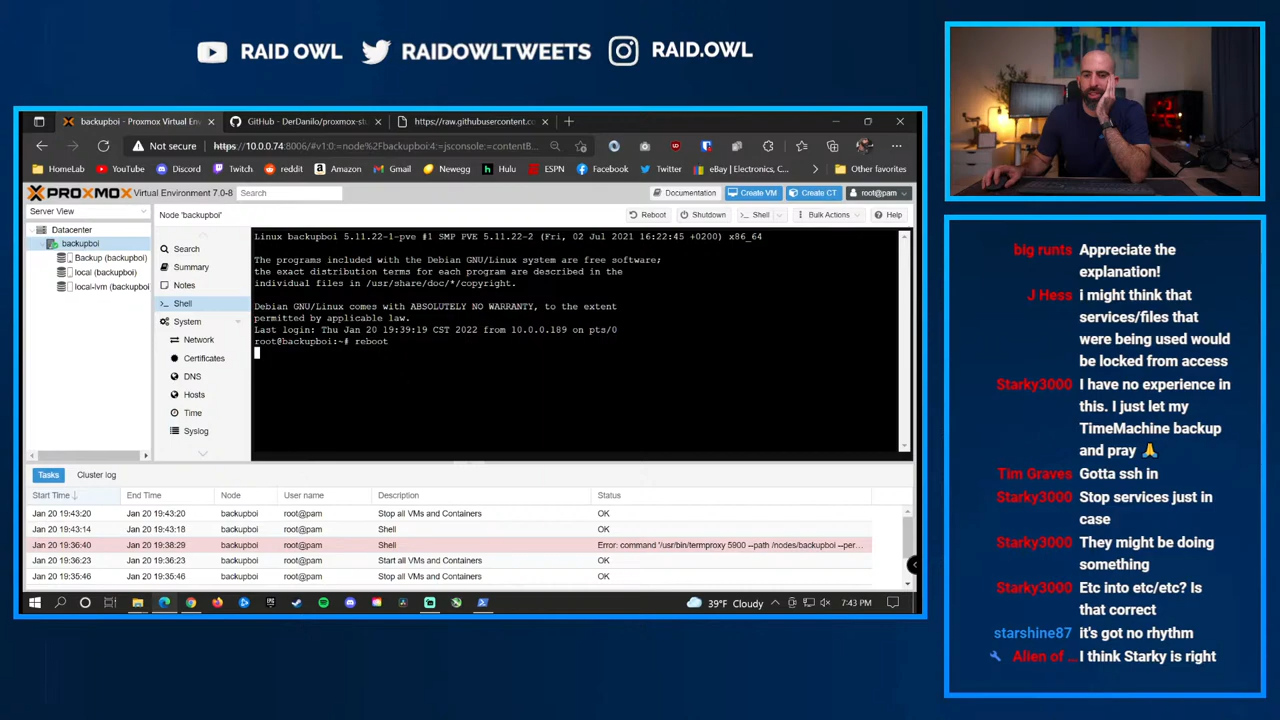 RAID OWL
RAIDOWLTWEETS
RAID.OWL
backupboi - Proxmox Virtual En
GitHub - DerDanilo/proxmox-st
https://raw.githubusercontent.co
Not secure
https://10.0.0.74:8006/#v1:0:=node%2Fbackupboi:4:=jsconsole=contentB...
HomeLab
YouTube
Discord
Twitch
reddit
Amazon
Gmail
Newegg
Hulu
ESPN
Facebook
Twitter
eBay | Electronics, C...
Other favorites
PROXMOX Virtual Environment 7.0-8
Search
Documentation
Create VM
Create CT
root@pam
Server View
Node 'backupboi'
Reboot
Shutdown
Shell
Bulk Actions
Help
Datacenter
backupboi
Backup (backupboi)
local (backupboi)
local-lvm (backupboi
Search
Summary
Notes
Shell
System
Network
Certificates
DNS
Hosts
Time
Syslog
Linux backupboi 5.11.22-1-pve #1 SMP PVE 5.11.22-2 (Fri, 02 Jul 2021 16:22:45 +0200) x86_64
The programs included with the Debian GNU/Linux system are free software;
the exact distribution terms for each program are described in the
individual files in /usr/share/doc/*/copyright.
Debian GNU/Linux comes with ABSOLUTELY NO WARRANTY, to the extent
permitted by applicable law.
Last login: Thu Jan 20 19:39:19 CST 2022 from 10.0.0.189 on pts/0
root@backupboi:~# reboot
Tasks
Cluster log
Start Time
End Time
Node
User name
Description
Status
Jan 20 19:43:20 Jan 20 19:43:20 backupboi root@pam Stop all VMs and Containers OK
Jan 20 19:43:14 Jan 20 19:43:18 backupboi root@pam Shell OK
Jan 20 19:36:40 Jan 20 19:38:29 backupboi root@pam Shell Error: command '/usr/bin/termproxy 5900 --path /nodes/backupboi --per...
Jan 20 19:36:23 Jan 20 19:36:23 backupboi root@pam Start all VMs and Containers OK
Jan 20 19:35:46 Jan 20 19:35:46 backupboi root@pam Stop all VMs and Containers OK
39°F Cloudy
7:43 PM
big runts Appreciate the
explanation!
J Hess i might think that
services/files that
were being used would
be locked from access
Starky3000 I have no experience in
this. I just let my
TimeMachine backup
and pray 🙏
Tim Graves Gotta ssh in
Starky3000 Stop services just in
case
Starky3000 They might be doing
something
Starky3000 Etc into etc/etc? Is
that correct
starshine87 it's got no rhythm
Alien of ... I think Starky is right